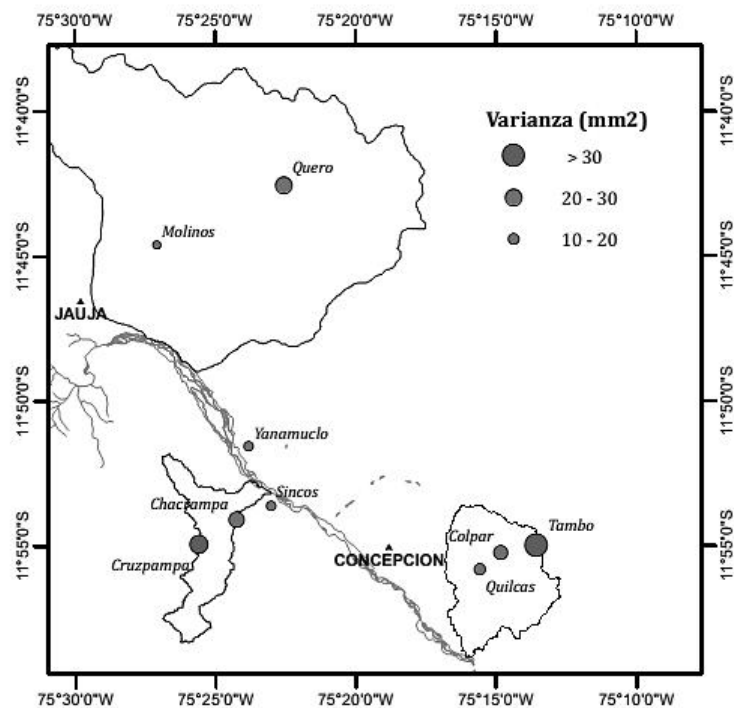 75°30'0"W 75°25'0"W 75°20'0"W 75°15'0"W 75°10'0"W
11°40'0"S 11°40'0"S
Varianza (mm2)
> 30
Quero
20 - 30
Molinos
10 - 20
11°45'0"S 11°45'0"S
JAUJA
11°50'0"S 11°50'0"S
Yanamuclo
Sincos
Chactampa
Tambo
Colpar
11°55'0"S 11°55'0"S
CONCEPCION
Cruzpampa
Quilcas
75°30'0"W 75°25'0"W 75°20'0"W 75°15'0"W 75°10'0"W